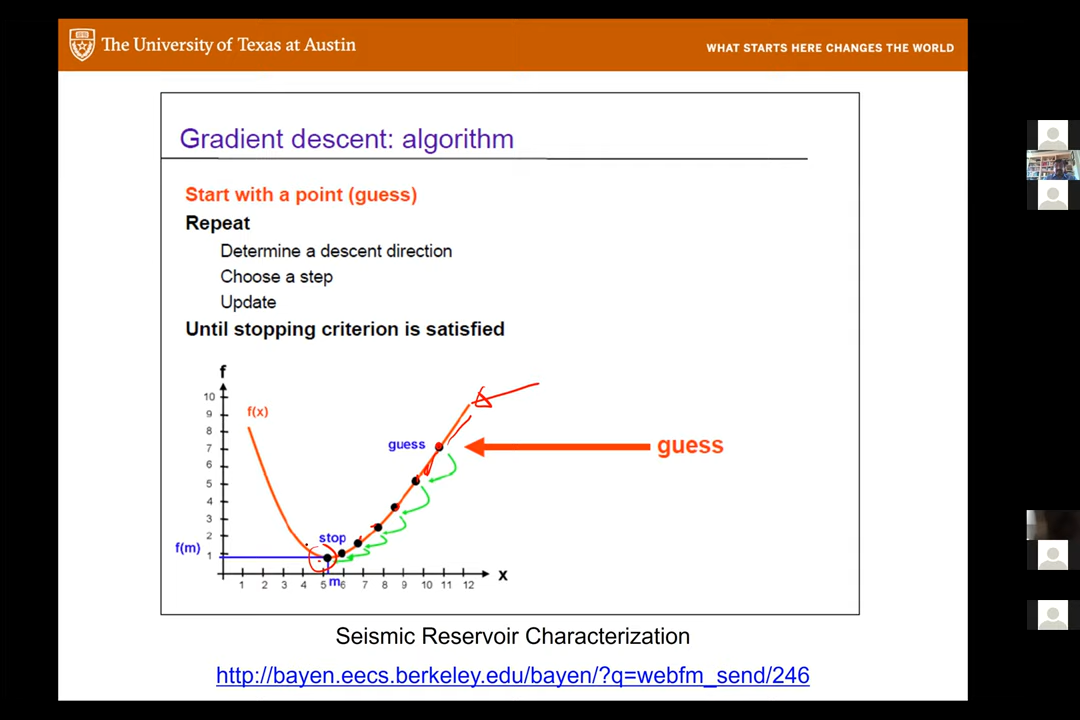 The University of Texas at Austin
WHAT STARTS HERE CHANGES THE WORLD
Gradient descent: algorithm
Start with a point (guess)
Repeat
Determine a descent direction
Choose a step
Update
Until stopping criterion is satisfied
f
10
9
8
7
6
5
4
3
2
1
f(x)
guess
guess
stop
f(m)
m
1 2 3 4 5 6 7 8 9 10 11 12
x
Seismic Reservoir Characterization
http://bayen.eecs.berkeley.edu/bayen/?q=webfm_send/246